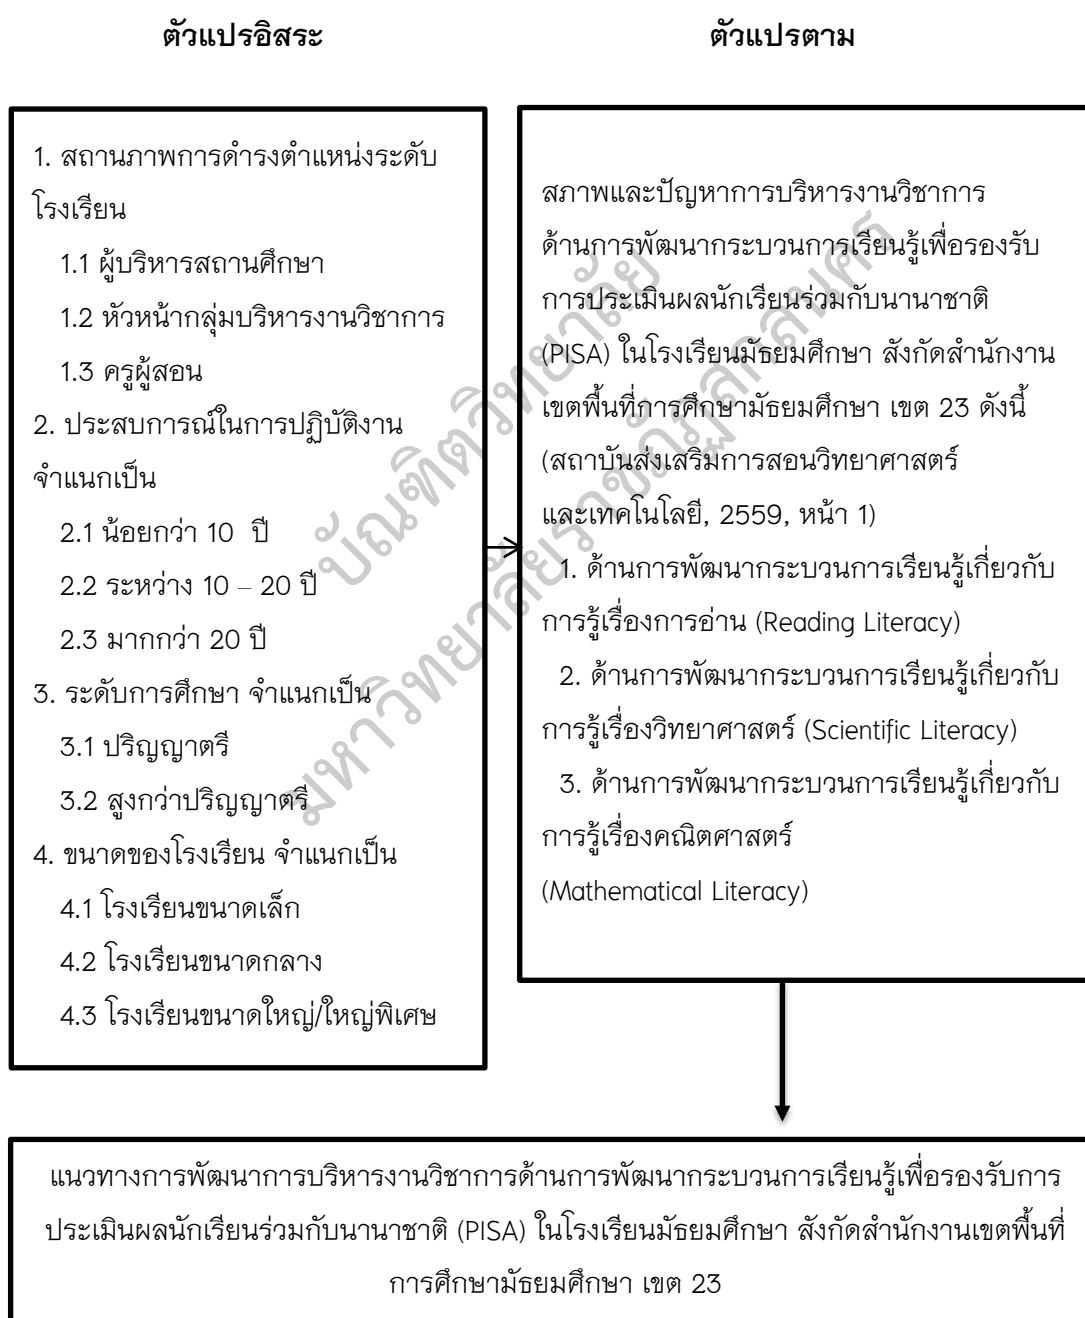 ตัวแปรอิสระ
ตัวแปรตาม
1. สถานภาพการดำรงตำแหน่งระดับ
โรงเรียน
1.1 ผู้บริหารสถานศึกษา
1.2 หัวหน้ากลุ่มบริหารงานวิชาการ
1.3 ครูผู้สอน
2. ประสบการณ์ในการปฏิบัติงาน
จำแนกเป็น
2.1 น้อยกว่า 10 ปี
2.2 ระหว่าง 10 – 20 ปี
2.3 มากกว่า 20 ปี
3. ระดับการศึกษา จำแนกเป็น
3.1 ปริญญาตรี
3.2 สูงกว่าปริญญาตรี
4. ขนาดของโรงเรียน จำแนกเป็น
4.1 โรงเรียนขนาดเล็ก
4.2 โรงเรียนขนาดกลาง
4.3 โรงเรียนขนาดใหญ่/ใหญ่พิเศษ
สภาพและปัญหาการบริหารงานวิชาการ
ด้านการพัฒนากระบวนการเรียนรู้เพื่อรองรับ
การประเมินผลนักเรียนร่วมกับนานาชาติ
(PISA) ในโรงเรียนมัธยมศึกษา สังกัดสำนักงาน
เขตพื้นที่การศึกษามัธยมศึกษา เขต 23 ดังนี้
(สถาบันส่งเสริมการสอนวิทยาศาสตร์
และเทคโนโลยี, 2559, หน้า 1)
1. ด้านการพัฒนากระบวนการเรียนรู้เกี่ยวกับ
การรู้เรื่องการอ่าน (Reading Literacy)
2. ด้านการพัฒนากระบวนการเรียนรู้เกี่ยวกับ
การรู้เรื่องวิทยาศาสตร์ (Scientific Literacy)
3. ด้านการพัฒนากระบวนการเรียนรู้เกี่ยวกับ
การรู้เรื่องคณิตศาสตร์
(Mathematical Literacy)
แนวทางการพัฒนาการบริหารงานวิชาการด้านการพัฒนากระบวนการเรียนรู้เพื่อรองรับการ
ประเมินผลนักเรียนร่วมกับนานาชาติ (PISA) ในโรงเรียนมัธยมศึกษา สังกัดสำนักงานเขตพื้นที่
การศึกษามัธยมศึกษา เขต 23
บัณฑิตวิทยาลัย
มหาวิทยาลัยราชภัฏสกลนคร